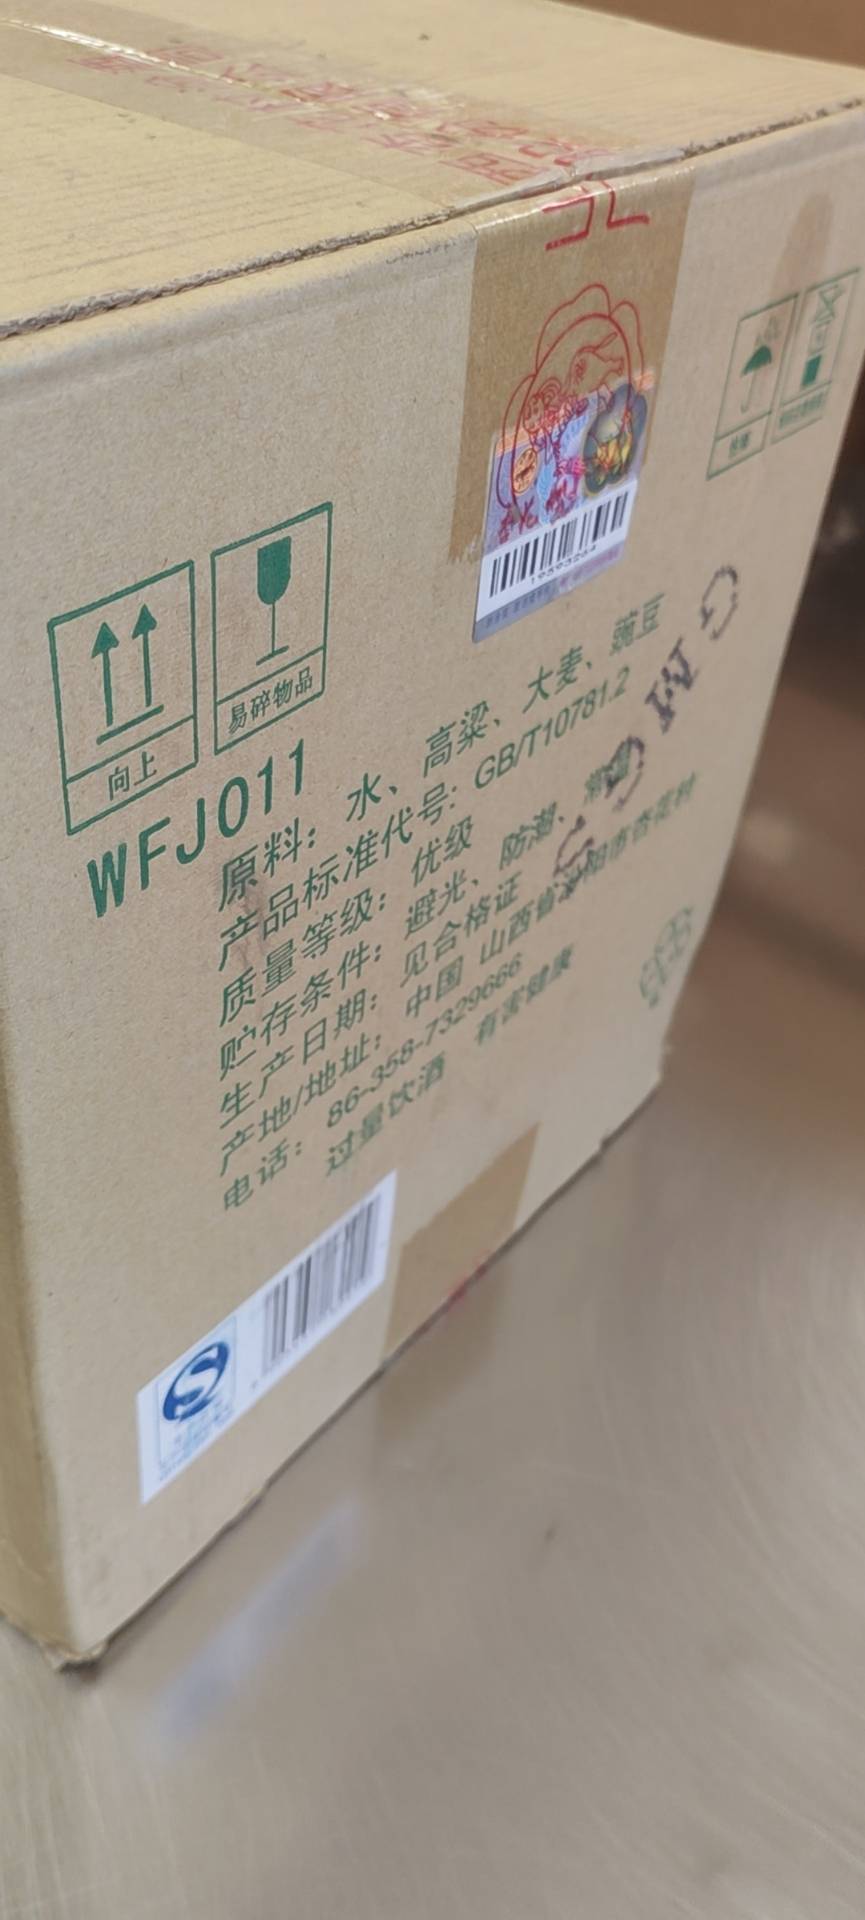 向上
易碎物品
WFJ011
原料：水、高粱、大麦、豌豆
产品标准代号：GB/T10781.2
质量等级：优级
贮存条件：避光、防潮、常温
生产日期：见合格证
产地/地址：中国 山西省汾阳市杏花村
电话：86-358-7329666
过量饮酒 有害健康
GMCC